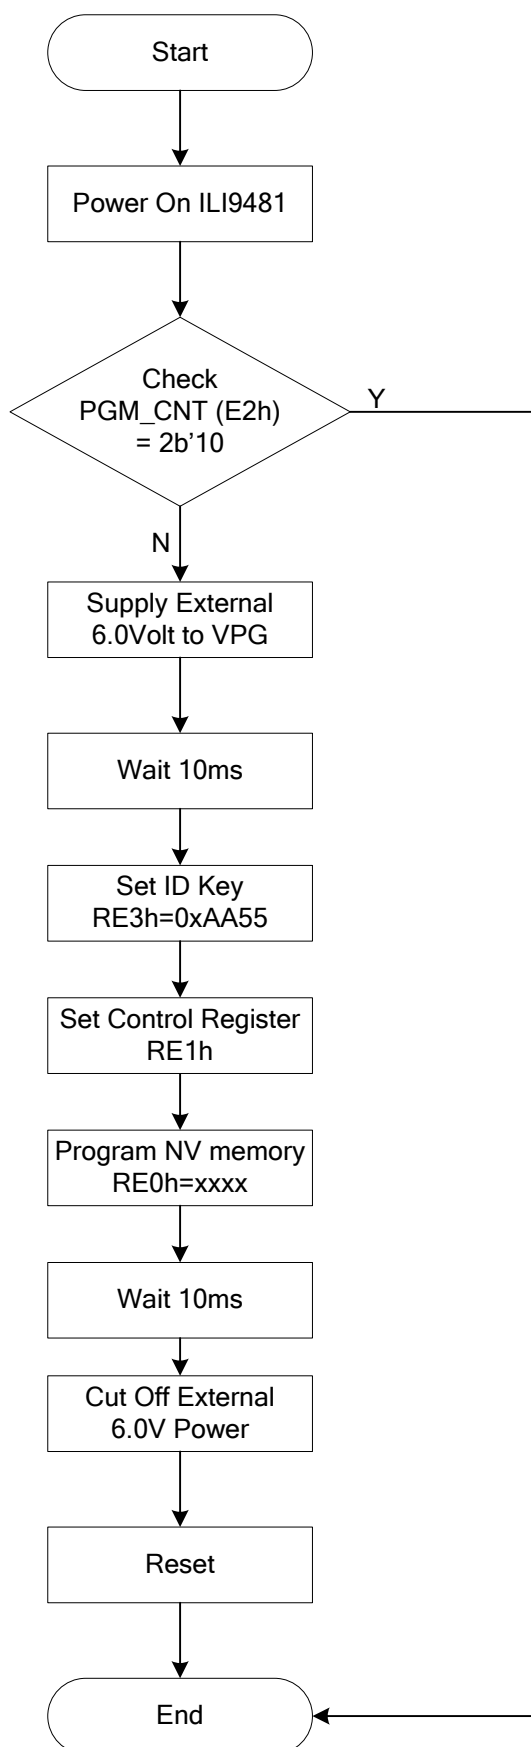 Start
Power On ILI9481
Check
PGM_CNT (E2h)
= 2b’10
Y
N
Supply External
6.0Volt to VPG
Wait 10ms
Set ID Key
RE3h=0xAA55
Set Control Register
RE1h
Program NV memory
RE0h=xxxx
Wait 10ms
Cut Off External
6.0V Power
Reset
End